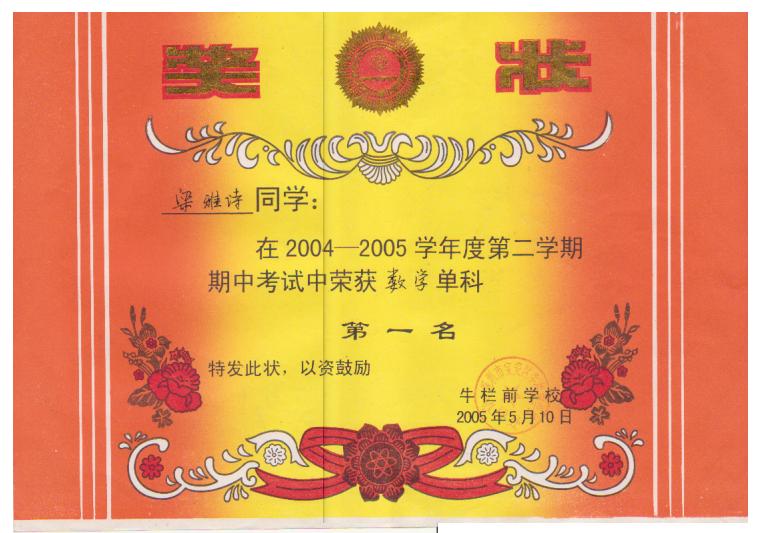 奖状
梁雅诗同学：
在2004—2005学年度第二学期
期中考试中荣获数学单科
第一名
特发此状，以资鼓励
牛栏前学校
2005年5月10日